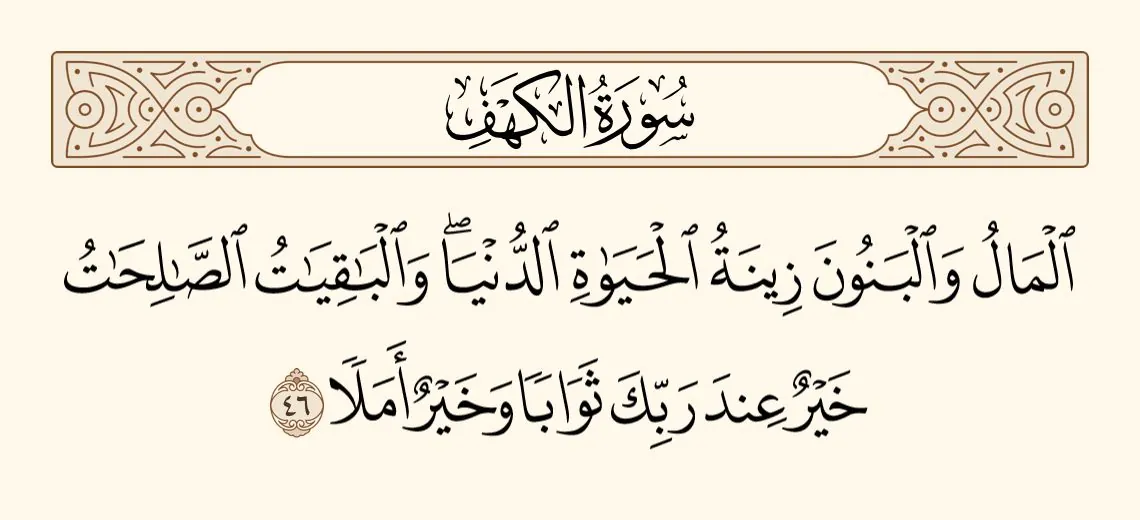 سُورَةُ الكَهْفِ
ٱلْمَالُ وَٱلْبَنُونَ زِينَةُ ٱلْحَيَوٰةِ ٱلدُّنْيَاۖ وَٱلْبَٰقِيَٰتُ ٱلصَّٰلِحَٰتُ
خَيْرٌ عِندَ رَبِّكَ ثَوَابًا وَخَيْرٌ أَمَلًا ٤٦